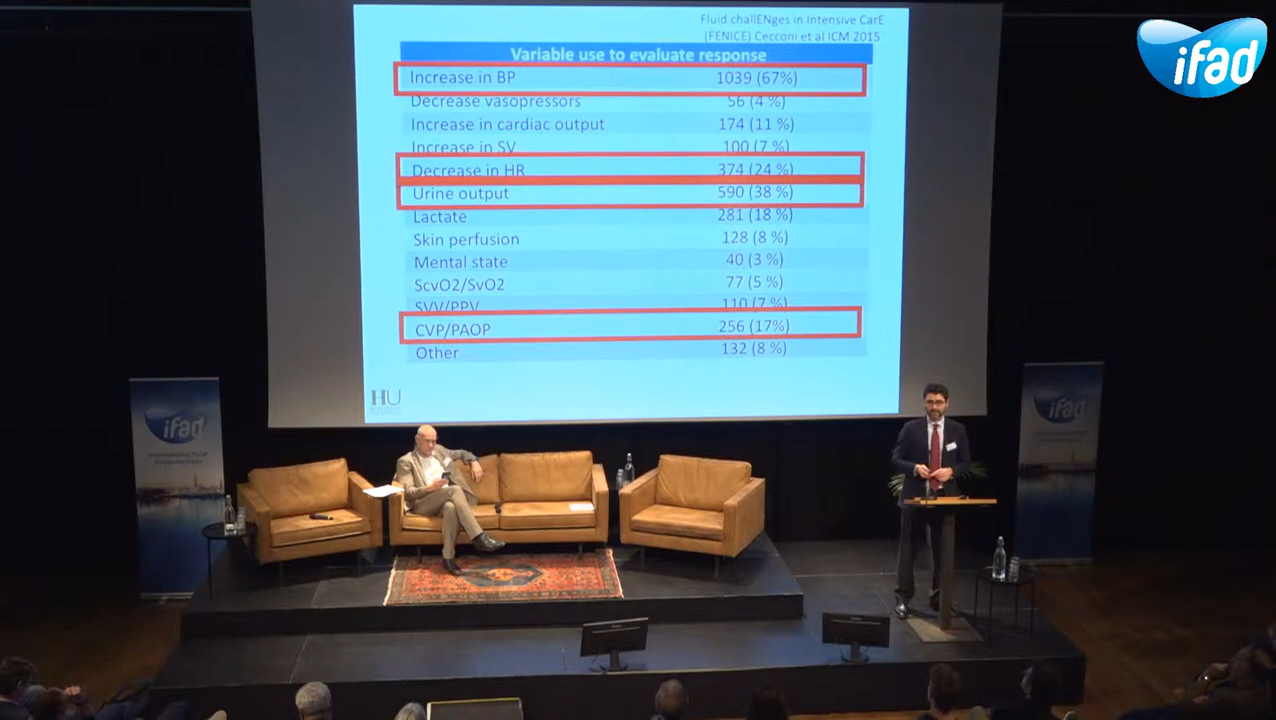 Fluid challENges in Intensive CarE
(FENICE) Cecconi et al ICM 2015
Variable use to evaluate response
Increase in BP 1039 (67%)
Decrease vasopressors 56 (4 %)
Increase in cardiac output 174 (11 %)
Increase in SV 100 (7 %)
Decrease in HR 374 (24 %)
Urine output 590 (38 %)
Lactate 281 (18 %)
Skin perfusion 128 (8 %)
Mental state 40 (3 %)
ScvO2/SvO2 77 (5 %)
SVV/PPV 110 (7 %)
CVP/PAOP 256 (17%)
Other 132 (8 %)
HU
ifad
ifad
International Fluid
ifad